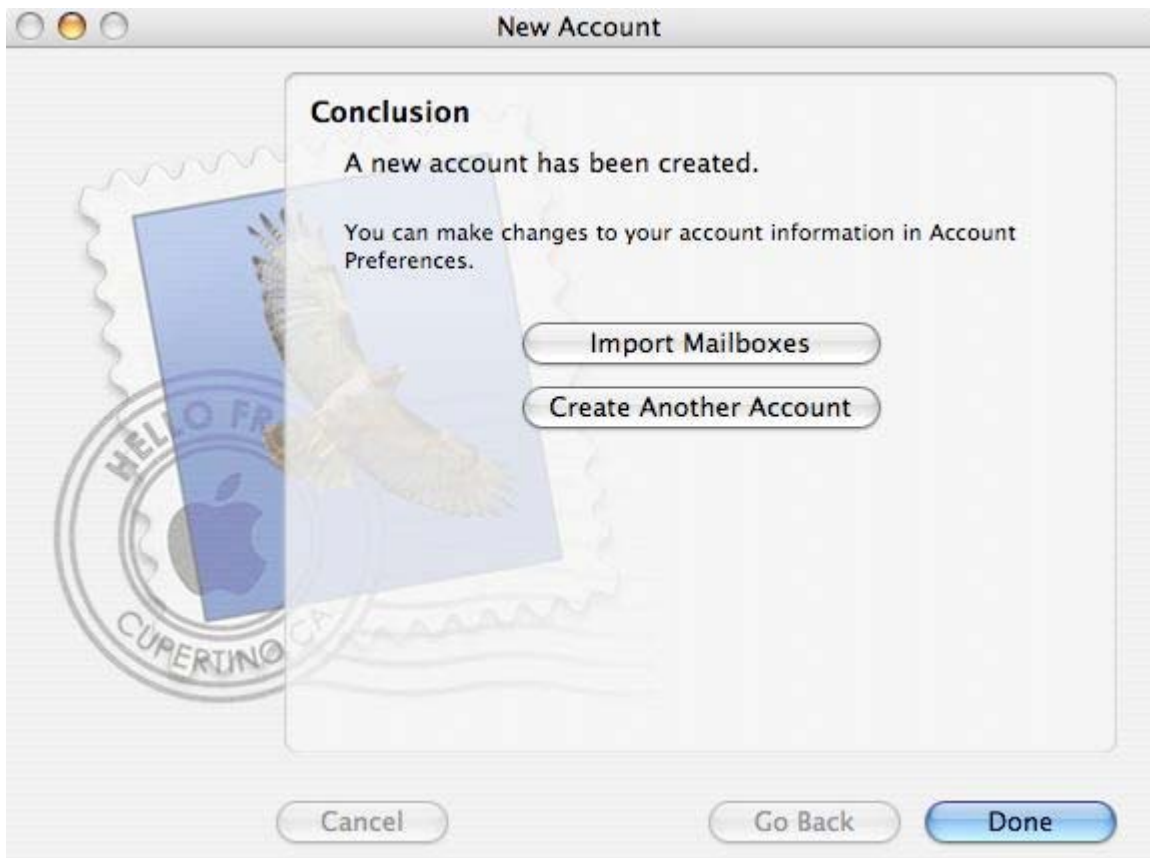 New Account
Conclusion
A new account has been created.
You can make changes to your account information in Account
Preferences.
Import Mailboxes
Create Another Account
HELLO FR
CUPERTINO CA
Cancel
Go Back
Done